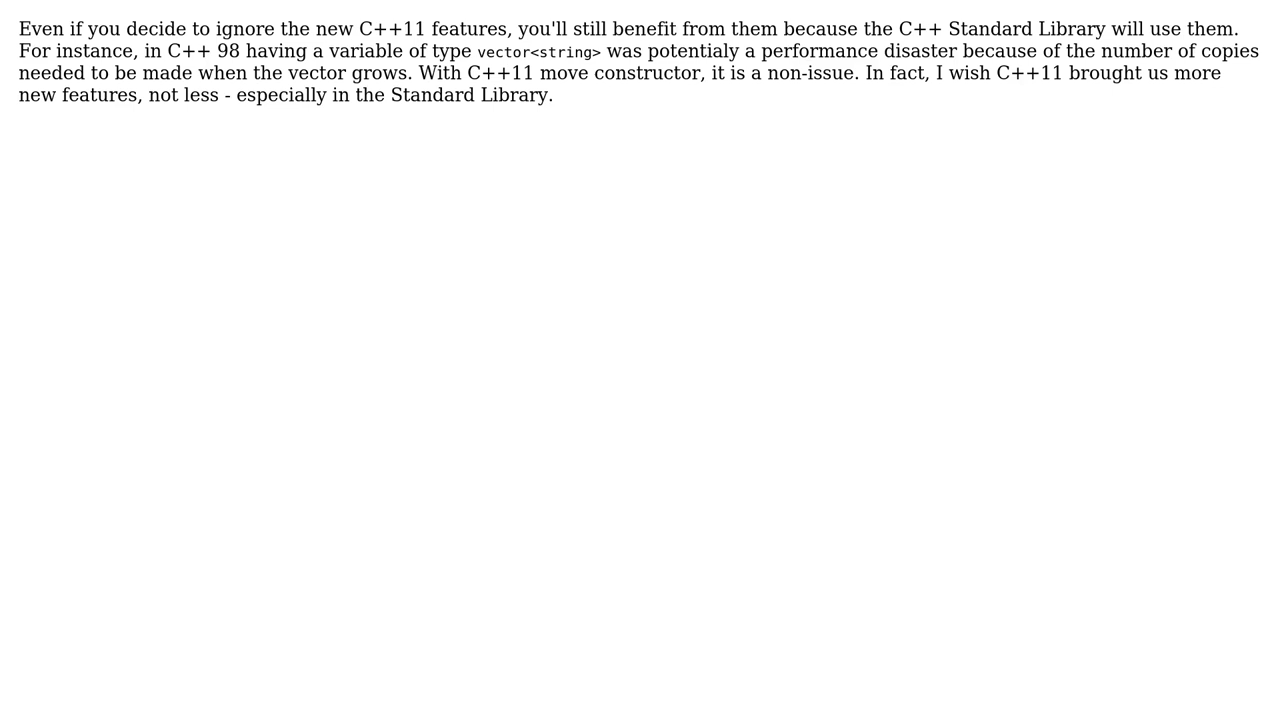 Even if you decide to ignore the new C++11 features, you'll still benefit from them because the C++ Standard Library will use them.
For instance, in C++ 98 having a variable of type vector<string> was potentialy a performance disaster because of the number of copies
needed to be made when the vector grows. With C++11 move constructor, it is a non-issue. In fact, I wish C++11 brought us more
new features, not less - especially in the Standard Library.